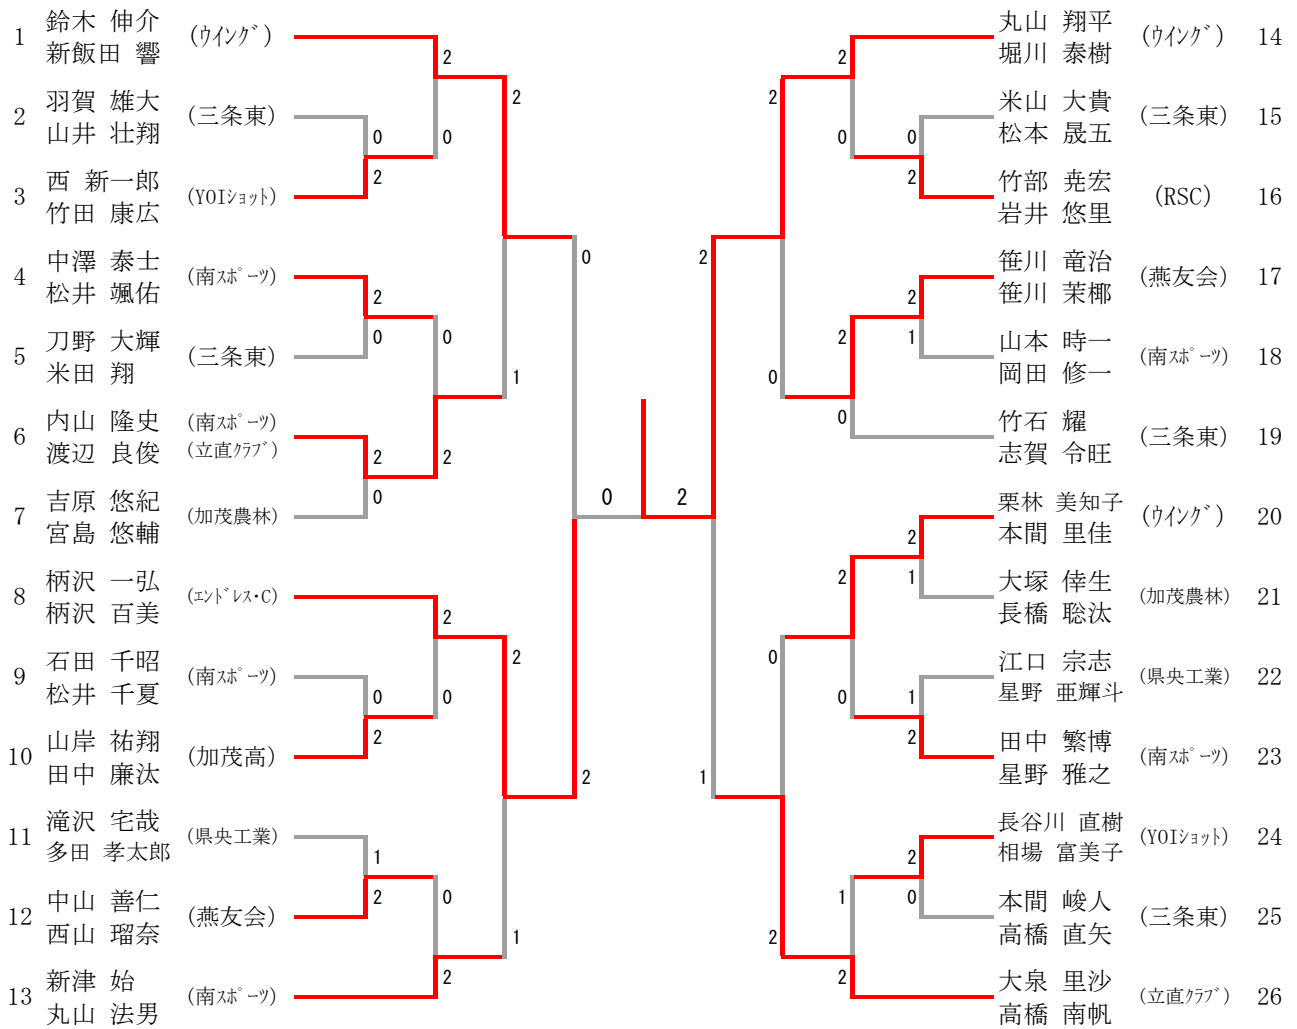 1 鈴木 伸介 (ｳｲﾝｸﾞ)
新飯田 響
2
2
2 羽賀 雄大 (三条東)
山井 壮翔
0
0
3 西 新一郎 (YOIｼｮｯﾄ)
竹田 康広
2
0
4 中澤 泰士 (南ｽﾎﾟｰﾂ)
松井 颯佑
2
5 刀野 大輝 (三条東)
米田 翔
0
0
1
6 内山 隆史 (南ｽﾎﾟｰﾂ)
渡辺 良俊 (立直ｸﾗﾌﾞ)
2
2
7 吉原 悠紀 (加茂農林)
宮島 悠輔
0
0
2
8 柄沢 一弘 (ｴﾝﾄﾞﾚｽ・C)
柄沢 百美
2
2
9 石田 千昭 (南ｽﾎﾟｰﾂ)
松井 千夏
0
0
10 山岸 祐翔 (加茂高)
田中 廉汰
2
2
11 滝沢 宅哉 (県央工業)
多田 孝太郎
1
12 中山 善仁 (燕友会)
西山 瑠奈
2
0
1
13 新津 始 (南ｽﾎﾟｰﾂ)
丸山 法男
2
丸山 翔平 (ｳｲﾝｸﾞ) 14
堀川 泰樹
2
2
米山 大貴 (三条東) 15
松本 晟五
0
0
竹部 尭宏 (RSC) 16
岩井 悠里
2
2
笹川 竜治 (燕友会) 17
笹川 茉椰
2
山本 時一 (南ｽﾎﾟｰﾂ) 18
岡田 修一
2
1
0
竹石 耀 (三条東) 19
志賀 令旺
0
栗林 美知子 (ｳｲﾝｸﾞ) 20
本間 里佳
2
大塚 倖生 (加茂農林) 21
長橋 聡汰
2
1
0
江口 宗志 (県央工業) 22
星野 亜輝斗
0
1
田中 繁博 (南ｽﾎﾟｰﾂ) 23
星野 雅之
2
1
長谷川 直樹 (YOIｼｮｯﾄ) 24
相場 富美子
2
本間 峻人 (三条東) 25
高橋 直矢
1
0
2
大泉 里沙 (立直ｸﾗﾌﾞ) 26
高橋 南帆
2